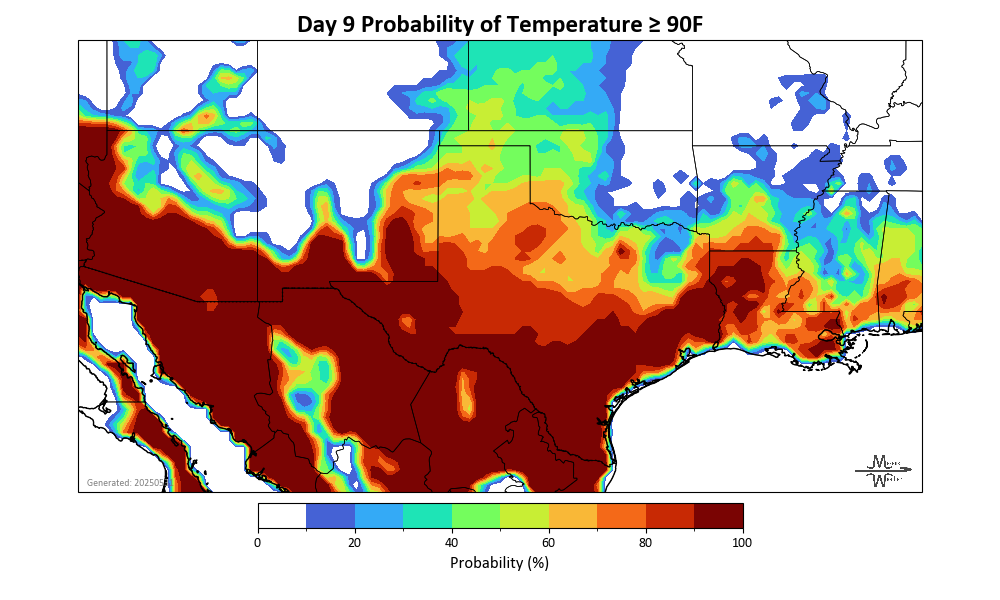 Day 9 Probability of Temperature ≥ 90F
Generated: 202505
0 20 40 60 80 100
Probability (%)